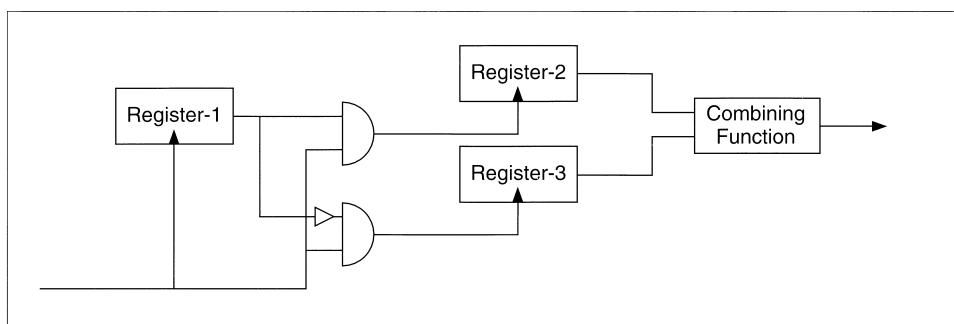 Register-1
Register-2
Register-3
Combining
Function